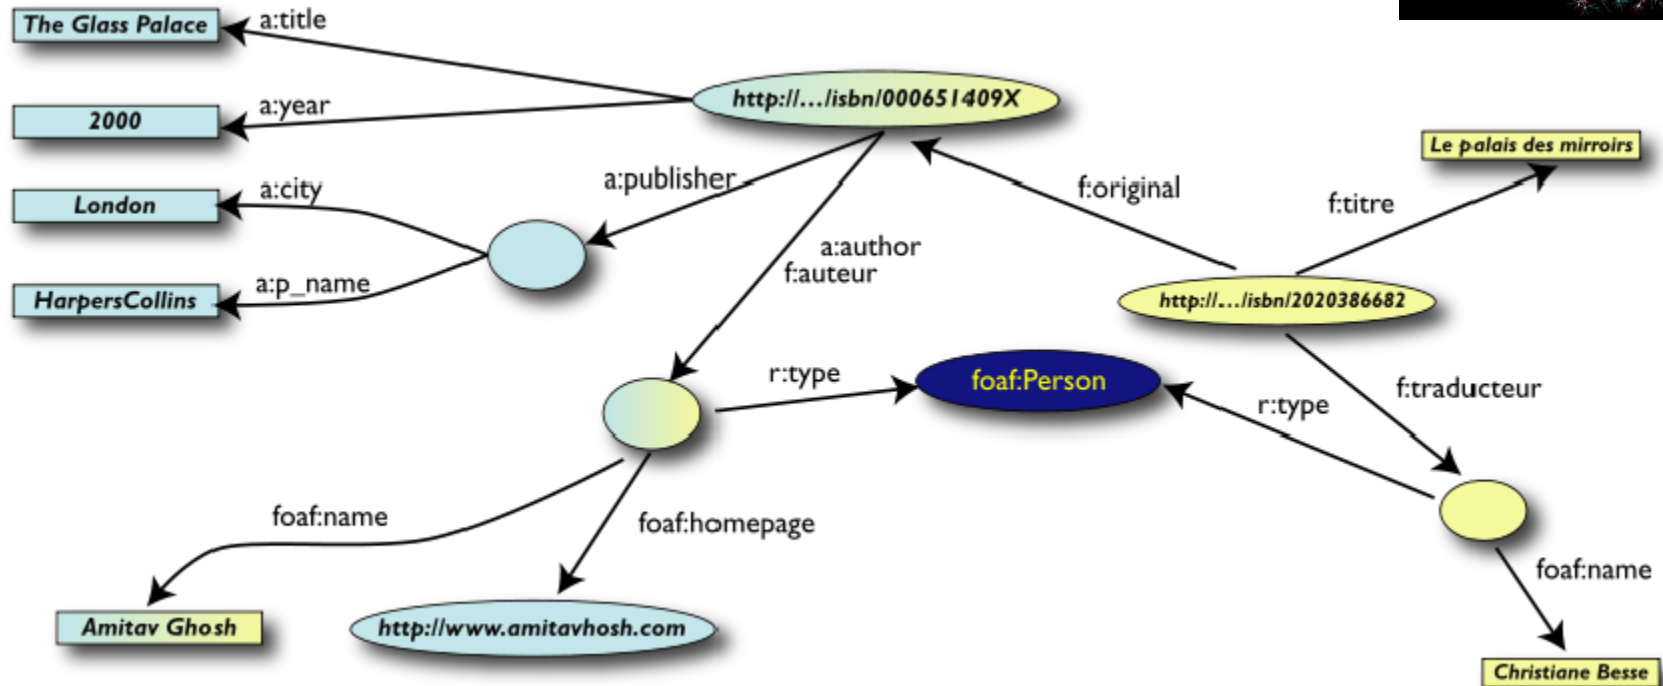 The Glass Palace
a:title
http://.../isbn/000651409X
2000
a:year
Le palais des mirroirs
London
a:city
a:publisher
f:original
f:titre
a:author
f:auteur
HarpersCollins
a:p_name
http://.../isbn/2020386682
r:type
foaf:Person
r:type
f:traducteur
foaf:name
foaf:homepage
foaf:name
Amitav Ghosh
http://www.amitavhosh.com
Christiane Besse